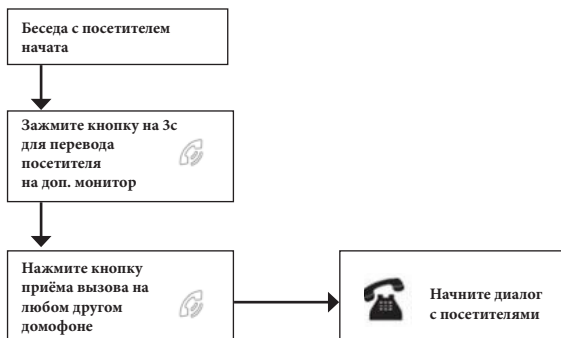 Беседа с посетителем
начата
Зажмите кнопку на 3с
для перевода
посетителя
на доп. монитор
Нажмите кнопку
приёма вызова на
любом другом
домофоне
Начните диалог
с посетителями